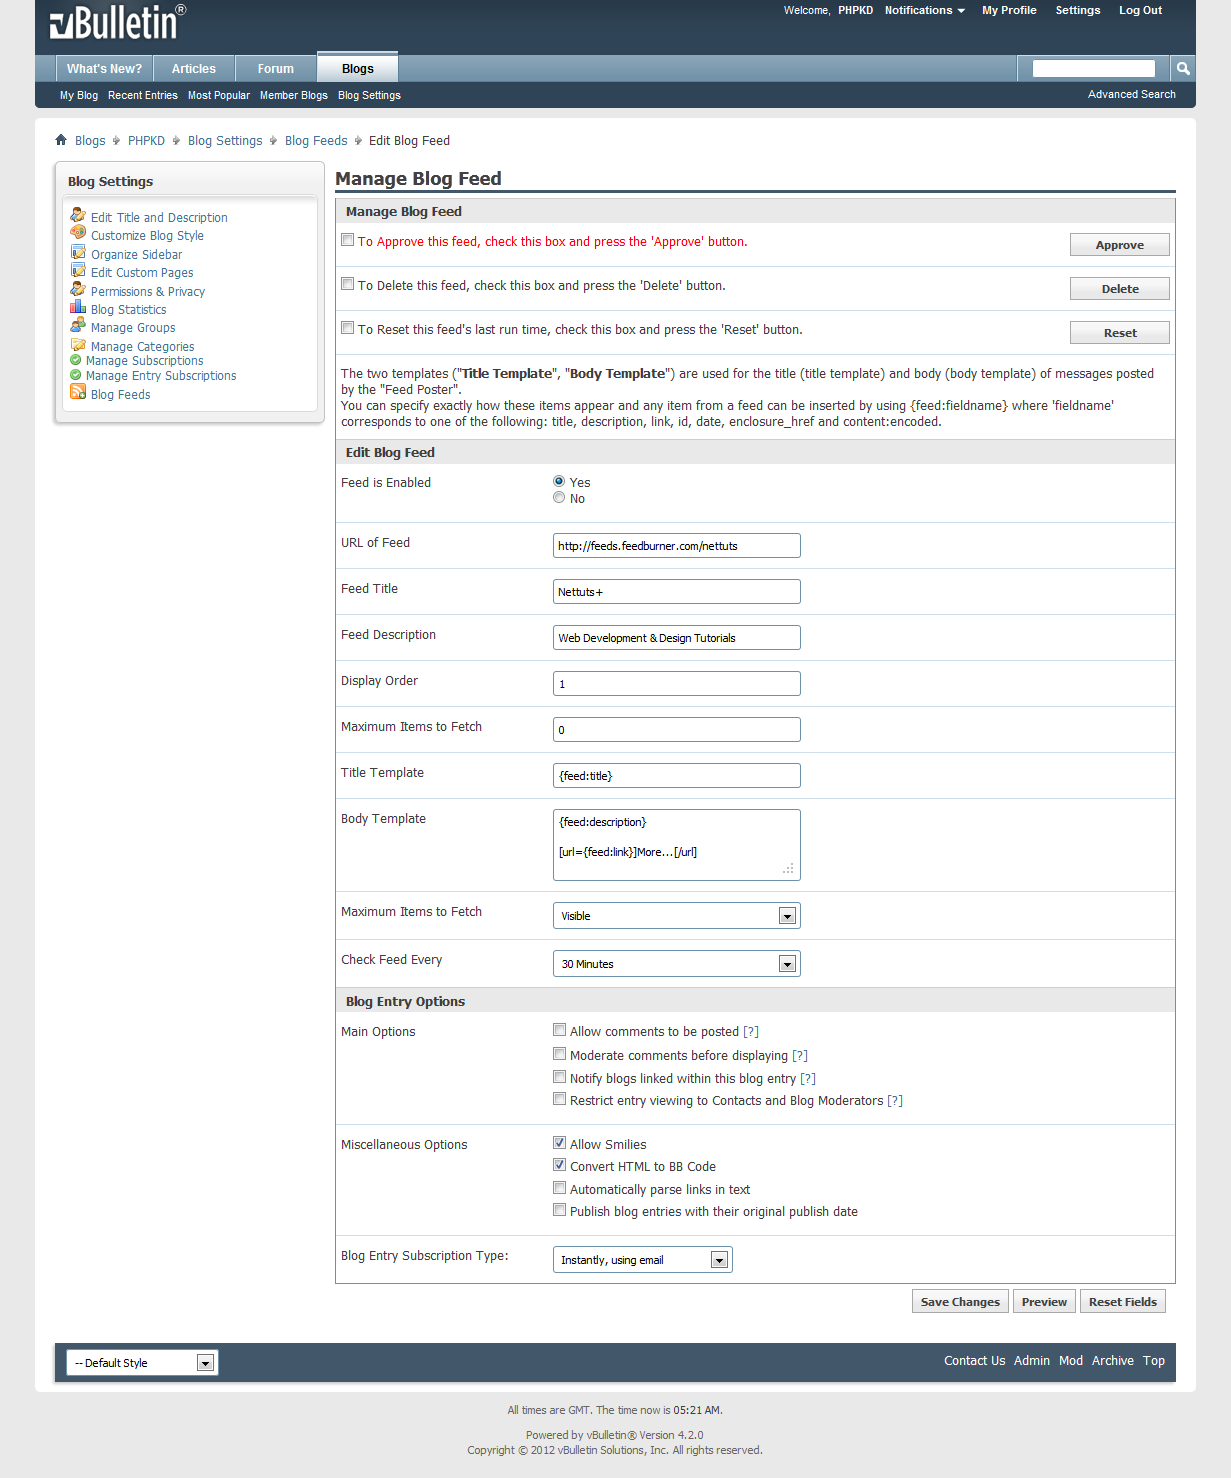 vBulletin®
Welcome, PHPKD Notifications My Profile Settings Log Out
What's New? Articles Forum Blogs
My Blog Recent Entries Most Popular Member Blogs Blog Settings Advanced Search
Blogs PHPKD Blog Settings Blog Feeds Edit Blog Feed
Blog Settings
Edit Title and Description
Customize Blog Style
Organize Sidebar
Edit Custom Pages
Permissions & Privacy
Blog Statistics
Manage Groups
Manage Categories
Manage Subscriptions
Manage Entry Subscriptions
Blog Feeds
Manage Blog Feed
Manage Blog Feed
To Approve this feed, check this box and press the 'Approve' button. Approve
To Delete this feed, check this box and press the 'Delete' button. Delete
To Reset this feed's last run time, check this box and press the 'Reset' button. Reset
The two templates ("Title Template", "Body Template") are used for the title (title template) and body (body template) of messages posted
by the "Feed Poster".
You can specify exactly how these items appear and any item from a feed can be inserted by using {feed:fieldname} where 'fieldname'
corresponds to one of the following: title, description, link, id, date, enclosure_href and content:encoded.
Edit Blog Feed
Feed is Enabled Yes
No
URL of Feed http://feeds.feedburner.com/nettuts
Feed Title Nettuts+
Feed Description Web Development & Design Tutorials
Display Order 1
Maximum Items to Fetch 0
Title Template {feed:title}
Body Template {feed:description}
[url={feed:link}]More...[/url]
Maximum Items to Fetch Visible
Check Feed Every 30 Minutes
Blog Entry Options
Main Options Allow comments to be posted [?]
Moderate comments before displaying [?]
Notify blogs linked within this blog entry [?]
Restrict entry viewing to Contacts and Blog Moderators [?]
Miscellaneous Options Allow Smilies
Convert HTML to BB Code
Automatically parse links in text
Publish blog entries with their original publish date
Blog Entry Subscription Type: Instantly, using email
Save Changes Preview Reset Fields
-- Default Style Contact Us Admin Mod Archive Top
All times are GMT. The time now is 05:21 AM.
Powered by vBulletin® Version 4.2.0
Copyright © 2012 vBulletin Solutions, Inc. All rights reserved.